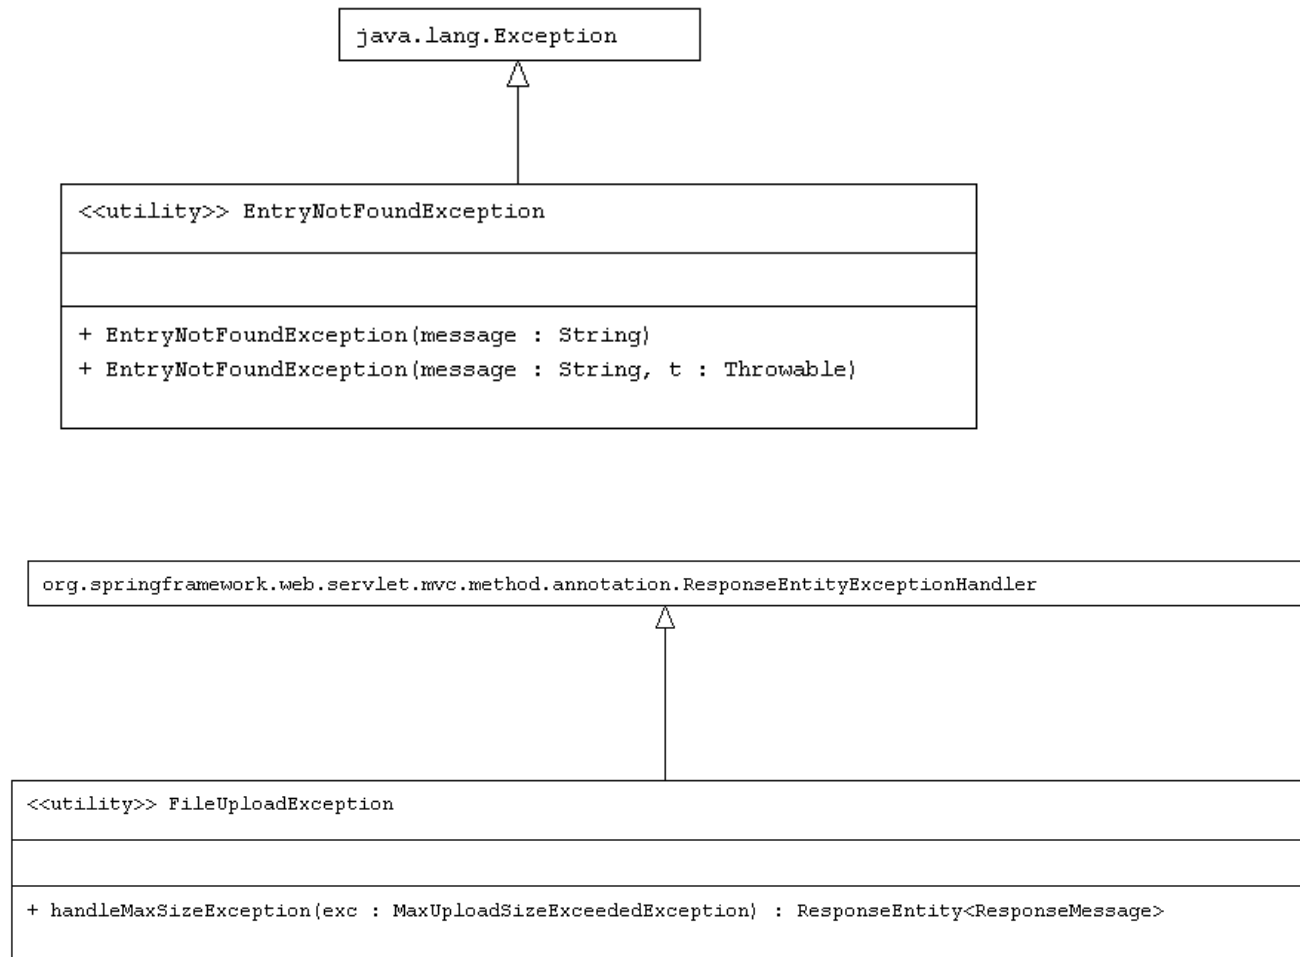 java.lang.Exception
<<utility>> EntryNotFoundException
+ EntryNotFoundException(message : String)
+ EntryNotFoundException(message : String, t : Throwable)
org.springframework.web.servlet.mvc.method.annotation.ResponseEntityExceptionHandler
<<utility>> FileUploadException
+ handleMaxSizeException(exc : MaxUploadSizeExceededException) : ResponseEntity<ResponseMessage>